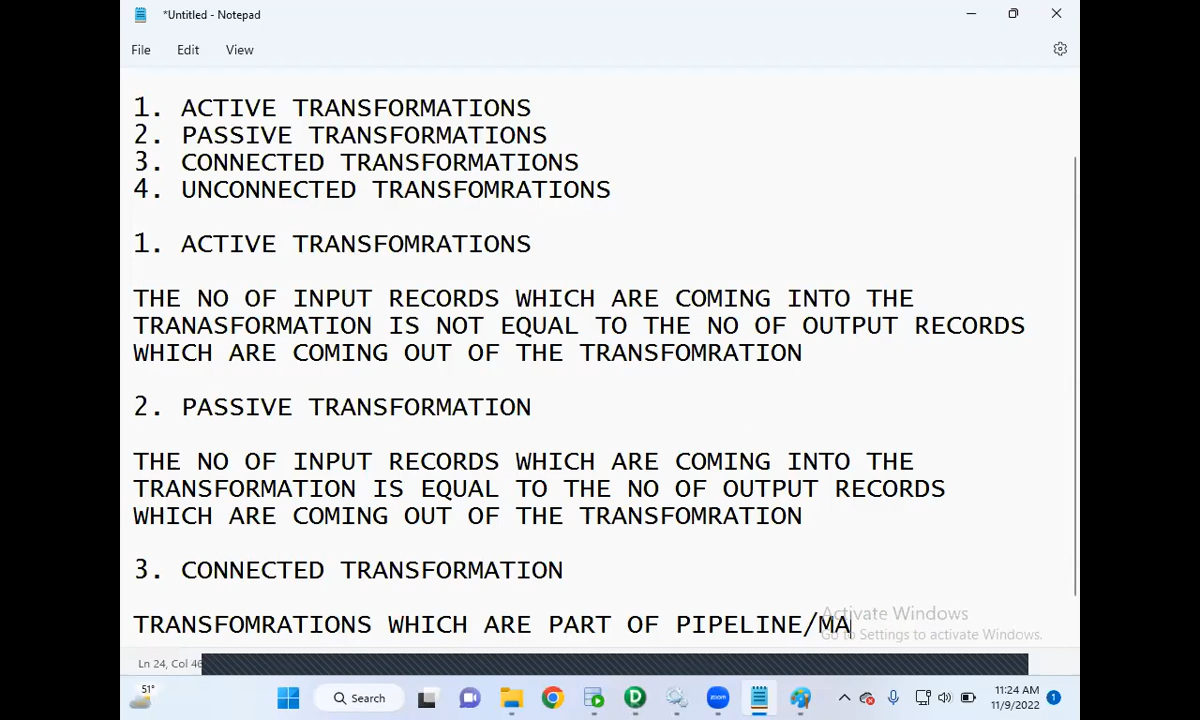 *Untitled - Notepad
File Edit View
1. ACTIVE TRANSFORMATIONS
2. PASSIVE TRANSFORMATIONS
3. CONNECTED TRANSFORMATIONS
4. UNCONNECTED TRANSFOMRATIONS
1. ACTIVE TRANSFOMRATIONS
THE NO OF INPUT RECORDS WHICH ARE COMING INTO THE
TRANASFORMATION IS NOT EQUAL TO THE NO OF OUTPUT RECORDS
WHICH ARE COMING OUT OF THE TRANSFOMRATION
2. PASSIVE TRANSFORMATION
THE NO OF INPUT RECORDS WHICH ARE COMING INTO THE
TRANSFORMATION IS EQUAL TO THE NO OF OUTPUT RECORDS
WHICH ARE COMING OUT OF THE TRANSFOMRATION
3. CONNECTED TRANSFORMATION
TRANSFOMRATIONS WHICH ARE PART OF PIPELINE/MA
Activate Windows
Go to Settings to activate Windows.
Ln 24, Col 46
51°
Search
zoom
11:24 AM
11/9/2022
1